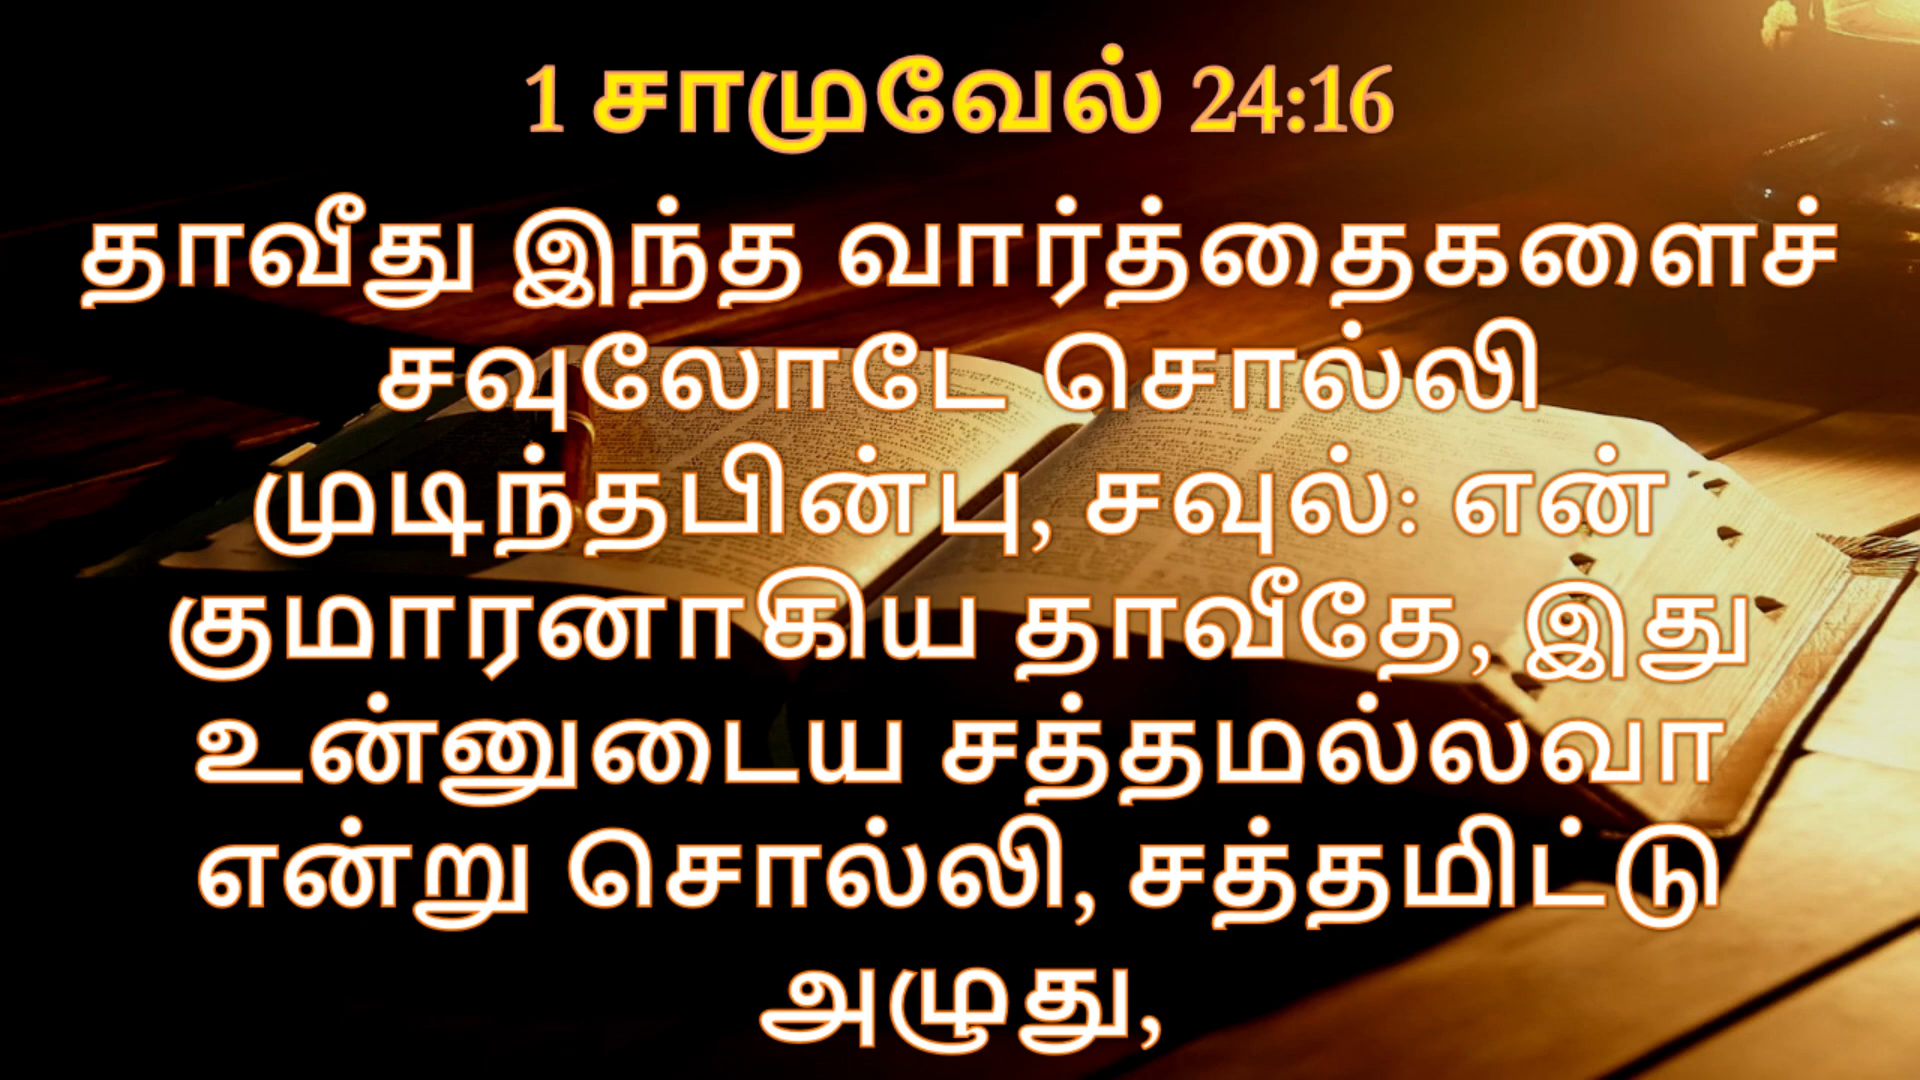 1 சாமுவேல் 24:16
தாவீது இந்த வார்த்தைகளைச்
சவுலோடே சொல்லி
முடிந்தபின்பு, சவுல்: என்
குமாரனாகிய தாவீதே, இது
உன்னுடைய சத்தமல்லவா
என்று சொல்லி, சத்தமிட்டு
அழுது,